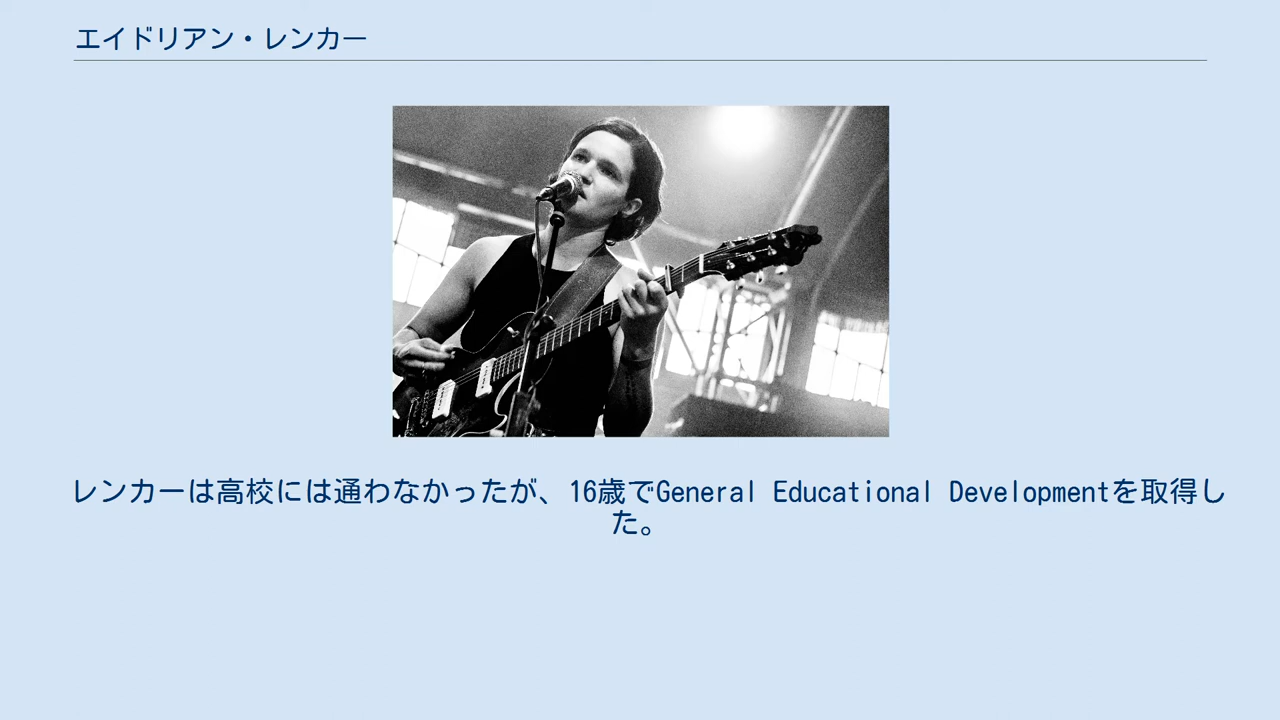 エイドリアン・レンカー
レンカーは高校には通わなかったが、16歳でGeneral Educational Developmentを取得し
た。